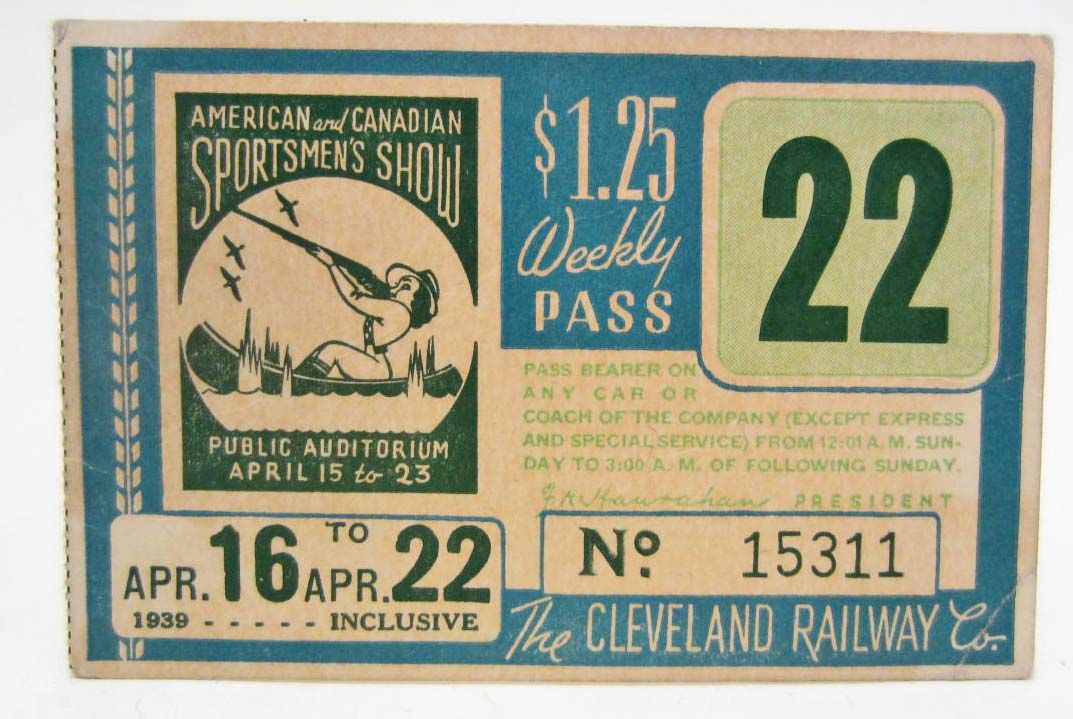 AMERICAN and CANADIAN
SPORTSMEN'S SHOW
PUBLIC AUDITORIUM
APRIL 15 to 23
$1.25
Weekly
PASS
22
PASS BEARER ON
ANY CAR OR
COACH OF THE COMPANY (EXCEPT EXPRESS
AND SPECIAL SERVICE) FROM 12:01 A. M. SUN-
DAY TO 3:00 A. M. OF FOLLOWING SUNDAY.
PRESIDENT
APR. 16 TO APR. 22
1939 - - - - - INCLUSIVE
No. 15311
The CLEVELAND RAILWAY Co.